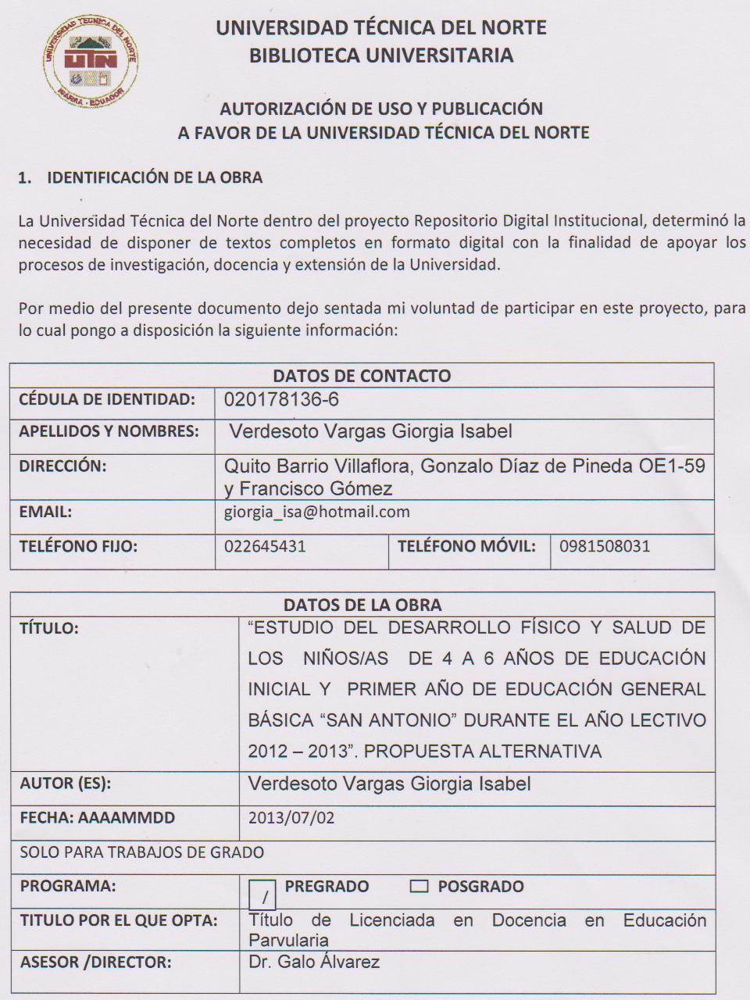 UNIVERSIDAD TÉCNICA DEL NORTE
UTN
IBARRA - ECUADOR
UNIVERSIDAD TÉCNICA DEL NORTE
BIBLIOTECA UNIVERSITARIA
AUTORIZACIÓN DE USO Y PUBLICACIÓN
A FAVOR DE LA UNIVERSIDAD TÉCNICA DEL NORTE
1. IDENTIFICACIÓN DE LA OBRA
La Universidad Técnica del Norte dentro del proyecto Repositorio Digital Institucional, determinó la
necesidad de disponer de textos completos en formato digital con la finalidad de apoyar los
procesos de investigación, docencia y extensión de la Universidad.
Por medio del presente documento dejo sentada mi voluntad de participar en este proyecto, para
lo cual pongo a disposición la siguiente información:
DATOS DE CONTACTO
CÉDULA DE IDENTIDAD: 020178136-6
APELLIDOS Y NOMBRES: Verdesoto Vargas Giorgia Isabel
DIRECCIÓN: Quito Barrio Villaflora, Gonzalo Díaz de Pineda OE1-59
y Francisco Gómez
EMAIL: giorgia_isa@hotmail.com
TELÉFONO FIJO: 022645431 TELÉFONO MÓVIL: 0981508031
DATOS DE LA OBRA
TÍTULO: “ESTUDIO DEL DESARROLLO FÍSICO Y SALUD DE
LOS NIÑOS/AS DE 4 A 6 AÑOS DE EDUCACIÓN
INICIAL Y PRIMER AÑO DE EDUCACIÓN GENERAL
BÁSICA “SAN ANTONIO” DURANTE EL AÑO LECTIVO
2012 – 2013”. PROPUESTA ALTERNATIVA
AUTOR (ES): Verdesoto Vargas Giorgia Isabel
FECHA: AAAAMMDD 2013/07/02
SOLO PARA TRABAJOS DE GRADO
PROGRAMA: / PREGRADO POSGRADO
TITULO POR EL QUE OPTA: Título de Licenciada en Docencia en Educación
Parvularia
ASESOR /DIRECTOR: Dr. Galo Álvarez